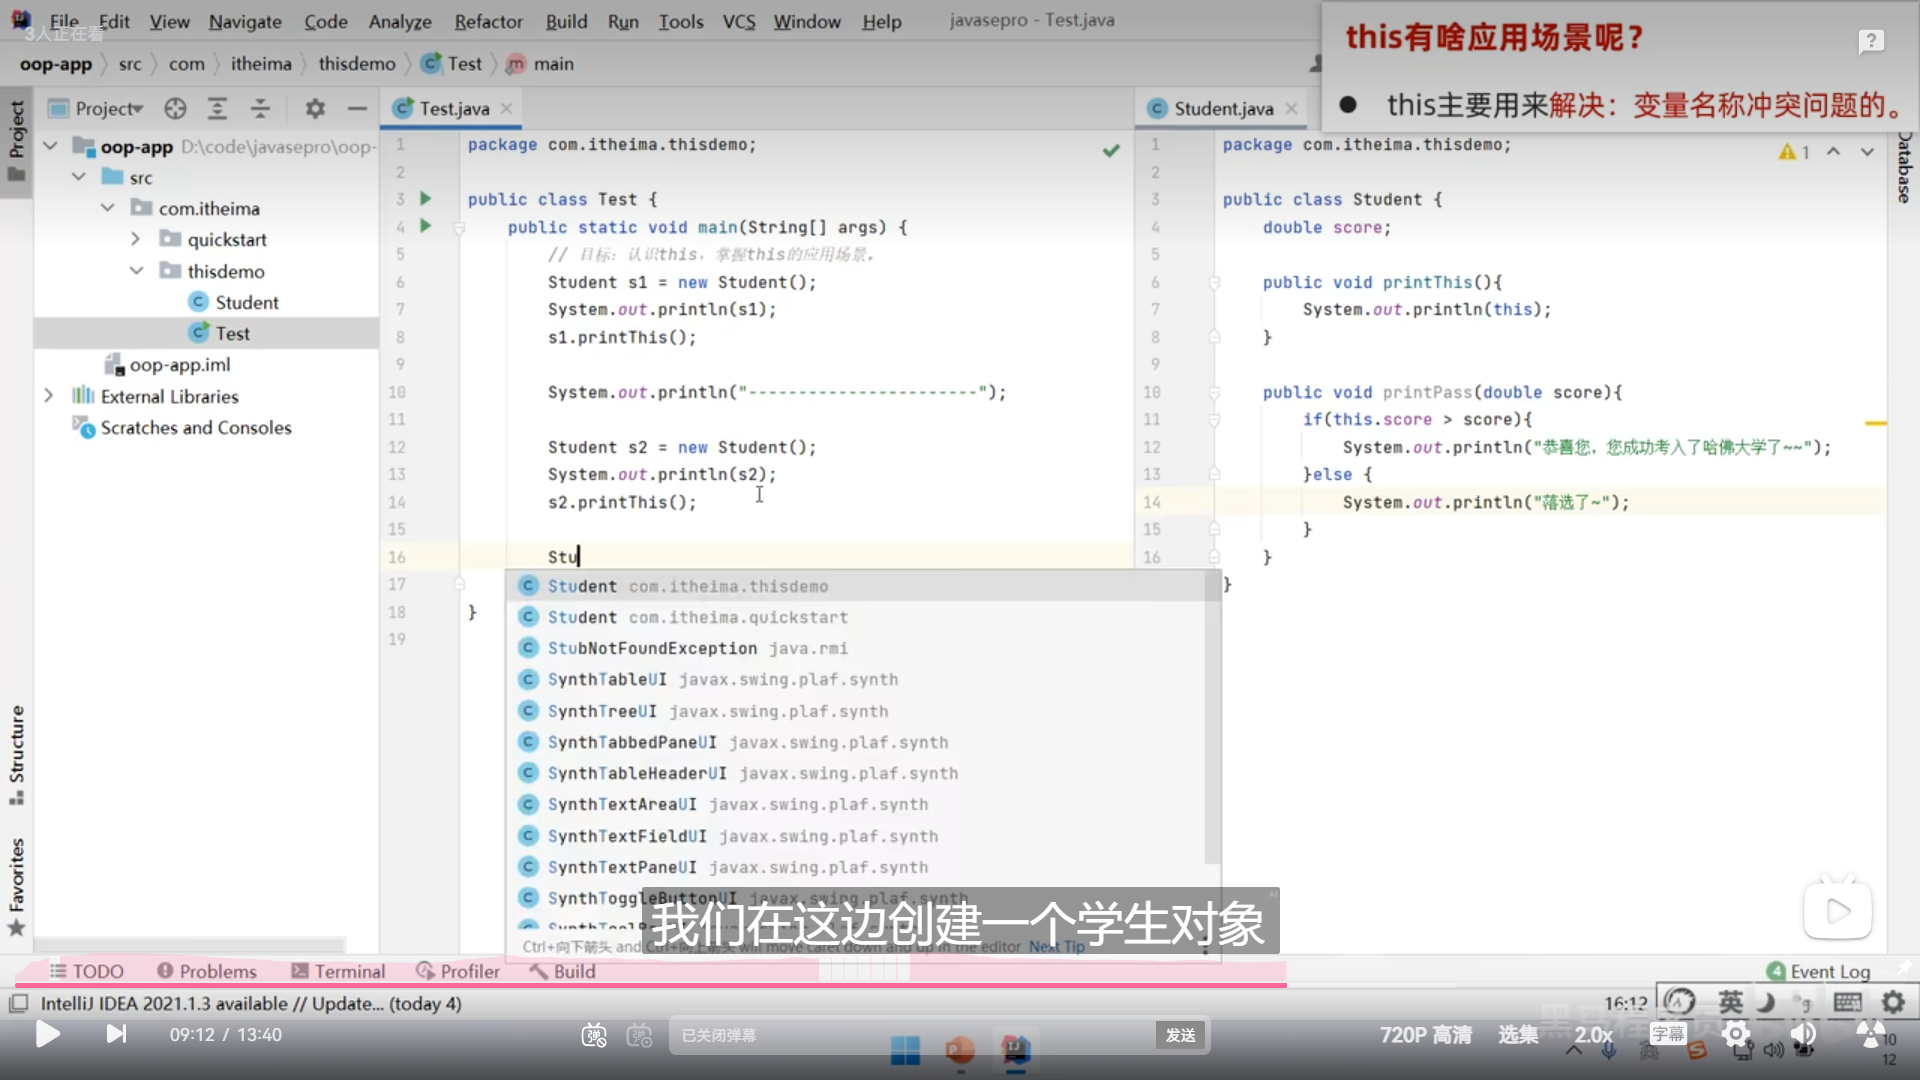 File Edit View Navigate Code Analyze Refactor Build Run Tools VCS Window Help javasepro - Test.java
3人正在看
this有啥应用场景呢？
● this主要用来解决：变量名称冲突问题的。
oop-app src com itheima thisdemo Test main
Project
Project
Test.java
Student.java
Database
oop-app D:\code\javasepro\oop-
src
com.itheima
quickstart
thisdemo
Student
Test
oop-app.iml
External Libraries
Scratches and Consoles
Structure
Favorites
1 package com.itheima.thisdemo;
2
3 public class Test {
4 public static void main(String[] args) {
5 // 目标：认识this，掌握this的应用场景。
6 Student s1 = new Student();
7 System.out.println(s1);
8 s1.printThis();
9
10 System.out.println("-----------------------");
11
12 Student s2 = new Student();
13 System.out.println(s2);
14 s2.printThis();
15
16 Stu
17
18 }
19
Student com.itheima.thisdemo
Student com.itheima.quickstart
StubNotFoundException java.rmi
SynthTableUI javax.swing.plaf.synth
SynthTreeUI javax.swing.plaf.synth
SynthTabbedPaneUI javax.swing.plaf.synth
SynthTableHeaderUI javax.swing.plaf.synth
SynthTextAreaUI javax.swing.plaf.synth
SynthTextFieldUI javax.swing.plaf.synth
SynthTextPaneUI javax.swing.plaf.synth
SynthToggleButtonUI javax.swing.plaf.synth
Ctrl+向下箭头 and Ctrl+向上箭头 will move caret down and up in the editor Next Tip
1 package com.itheima.thisdemo;
1
2
3 public class Student {
4 double score;
5
6 public void printThis(){
7 System.out.println(this);
8 }
9
10 public void printPass(double score){
11 if(this.score > score){
12 System.out.println("恭喜您，您成功考入了哈佛大学了~~");
13 }else {
14 System.out.println("落选了~");
15 }
16 }
}
我们在这边创建一个学生对象
TODO Problems Terminal Profiler Build
4 Event Log
IntelliJ IDEA 2021.1.3 available // Update... (today 4)
16:12
英
09:12 / 13:40
已关闭弹幕
发送
720P 高清 选集 2.0x 字幕
10
12